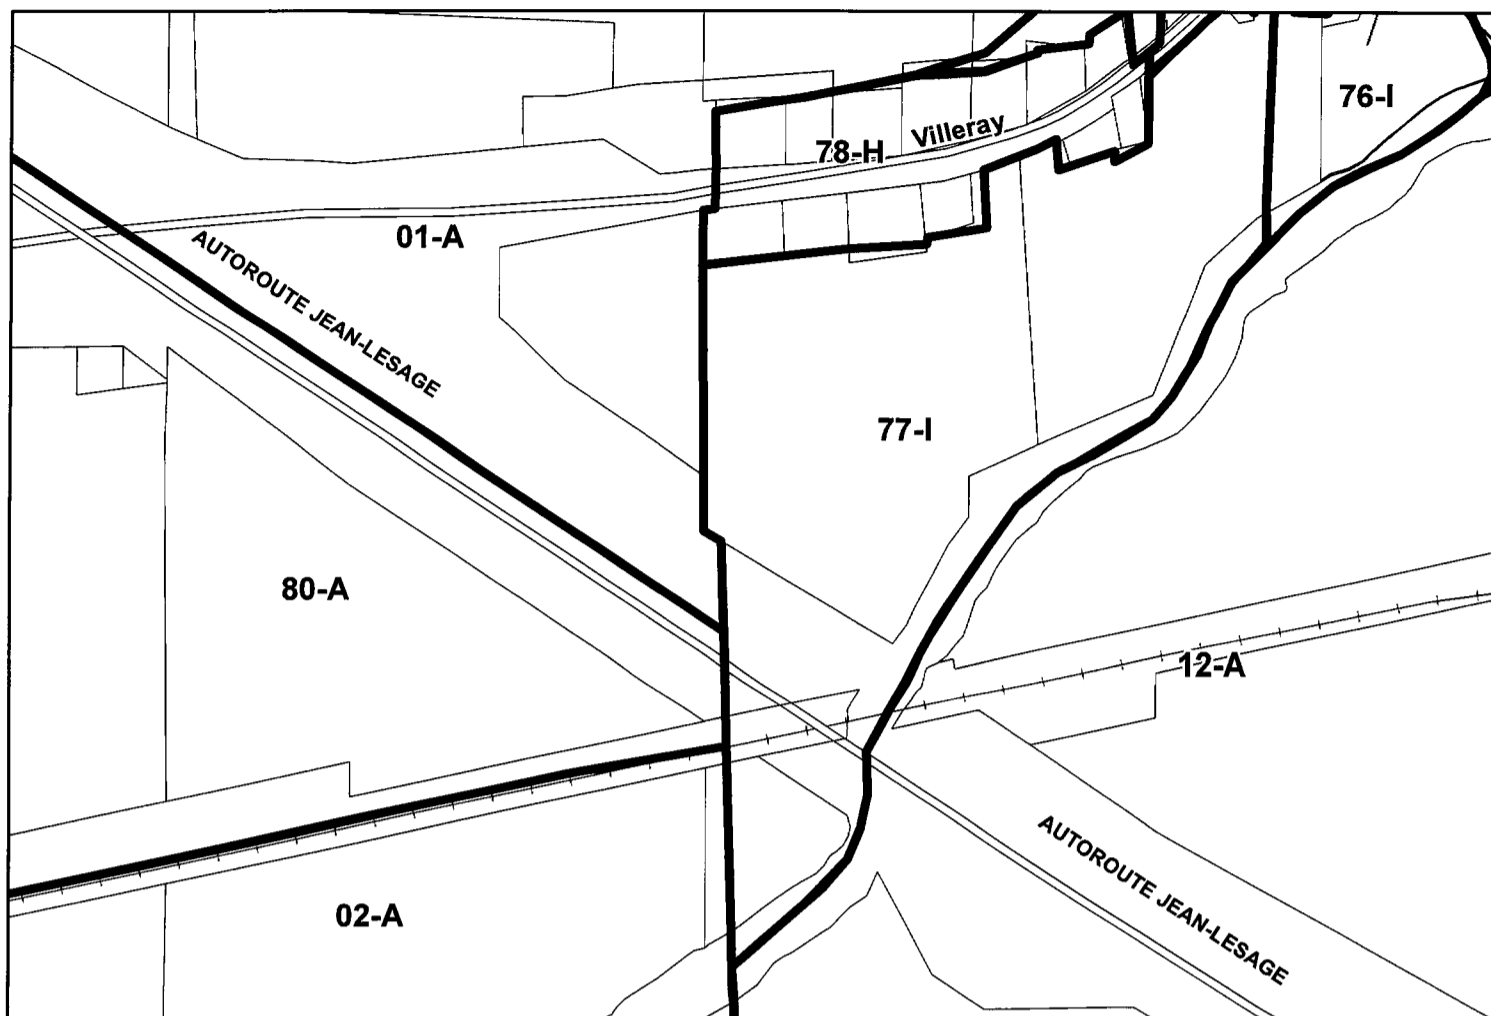 76-I
Villeray
78-H
01-A
AUTOROUTE JEAN-LESAGE
77-I
80-A
12-A
AUTOROUTE JEAN-LESAGE
02-A